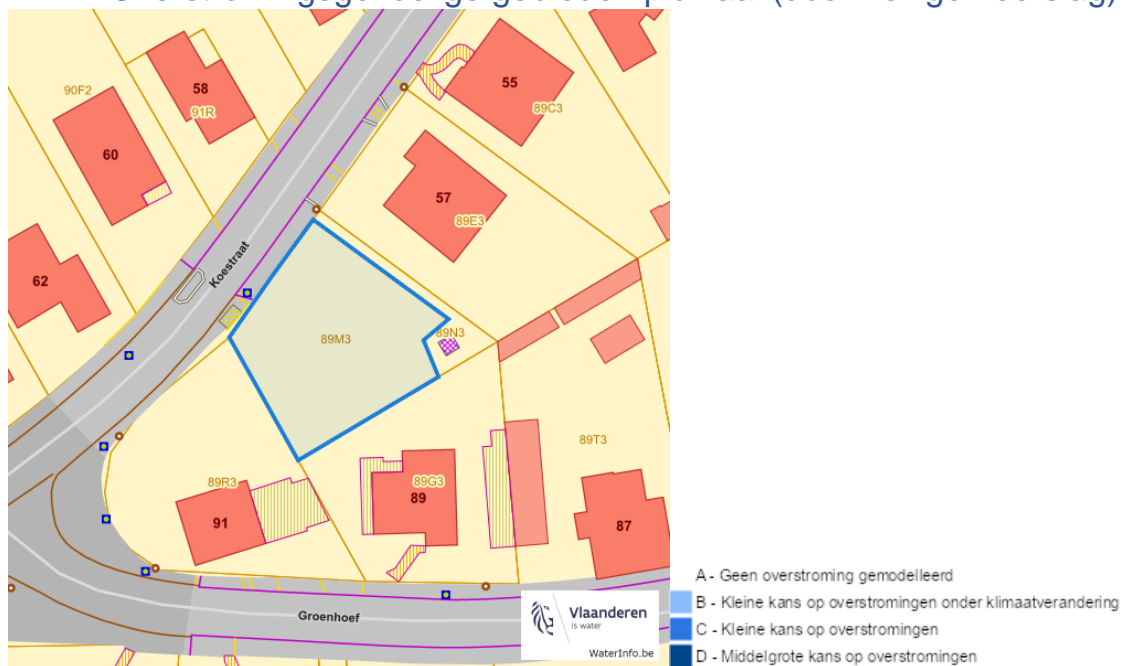 58
55
90F2
91R
89C3
60
57
89E3
Koestraat
62
89M3
89N3
89T3
89R3
89G3
89
91
87
Groenhoef
Vlaanderen
is water
WaterInfo.be
A - Geen overstroming gemodelleerd
B - Kleine kans op overstromingen onder klimaatverandering
C - Kleine kans op overstromingen
D - Middelgrote kans op overstromingen